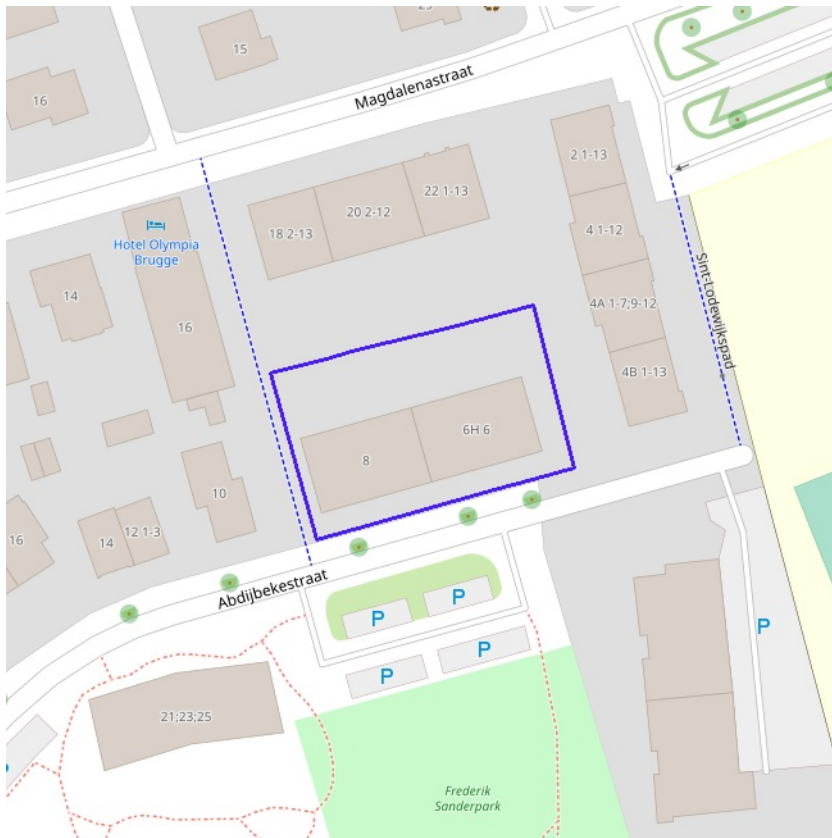 15
16
Magdalenastraat
2 1-13
22 1-13
20 2-12
18 2-13
4 1-12
Hotel Olympia
Brugge
Sint-Lodewijkspad
14
4A 1-7;9-12
16
4B 1-13
6H 6
8
10
16
14
12 1-3
Abdijbekestraat
P
P
P
P
P
21;23;25
Frederik
Sanderpark